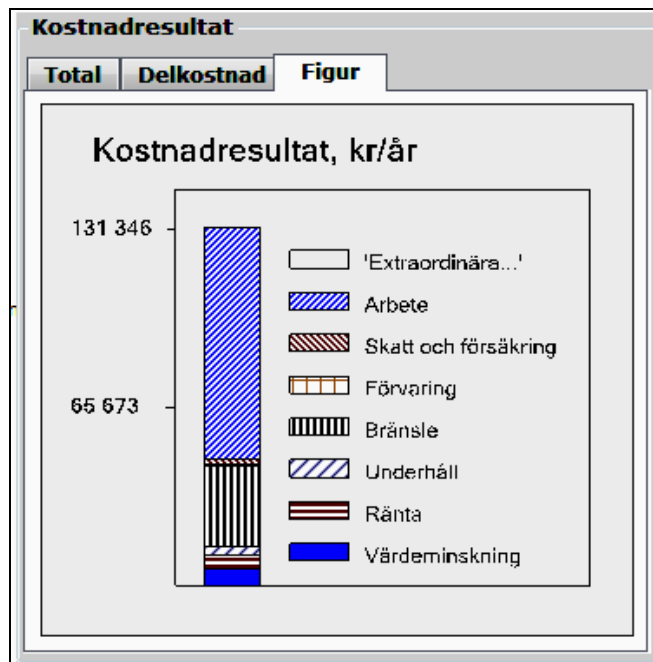 Kostnadresultat
Total Delkostnad Figur
Kostnadresultat, kr/år
131 346
'Extraordinära...'
Arbete
Skatt och försäkring
Förvaring
65 673
Bränsle
Underhåll
Ränta
Värdeminskning